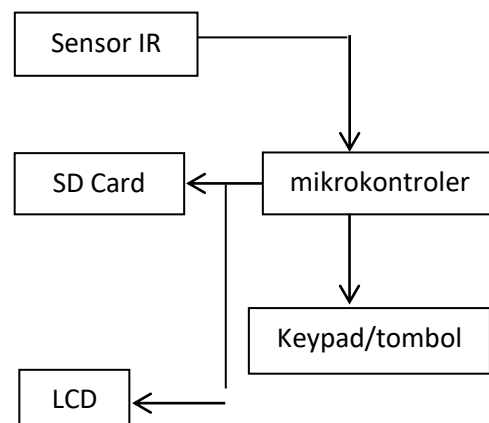 Sensor IR
SD Card
mikrokontroler
Keypad/tombol
LCD